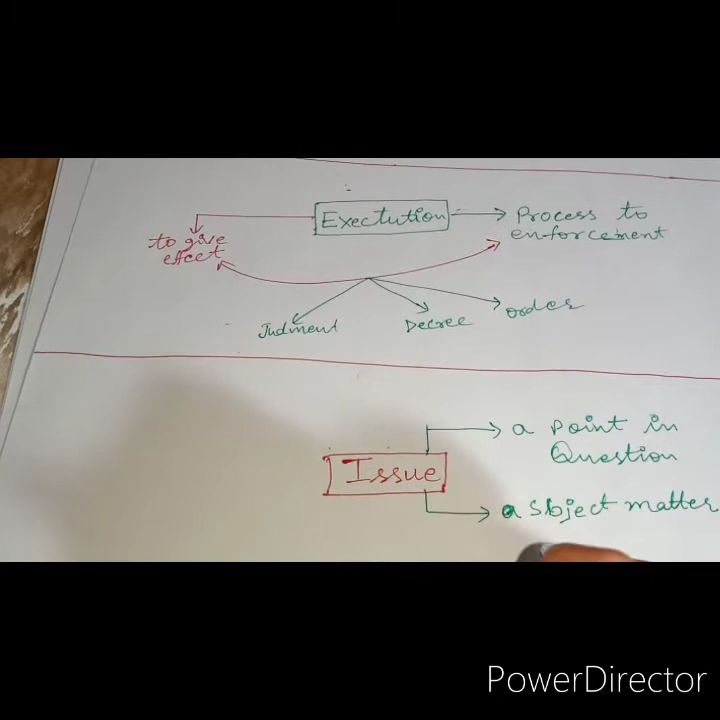 Exectution
Process to
enforcement
to give
effect
Judment
Decree
order
Issue
a point in
Question
a sbject matter
PowerDirector